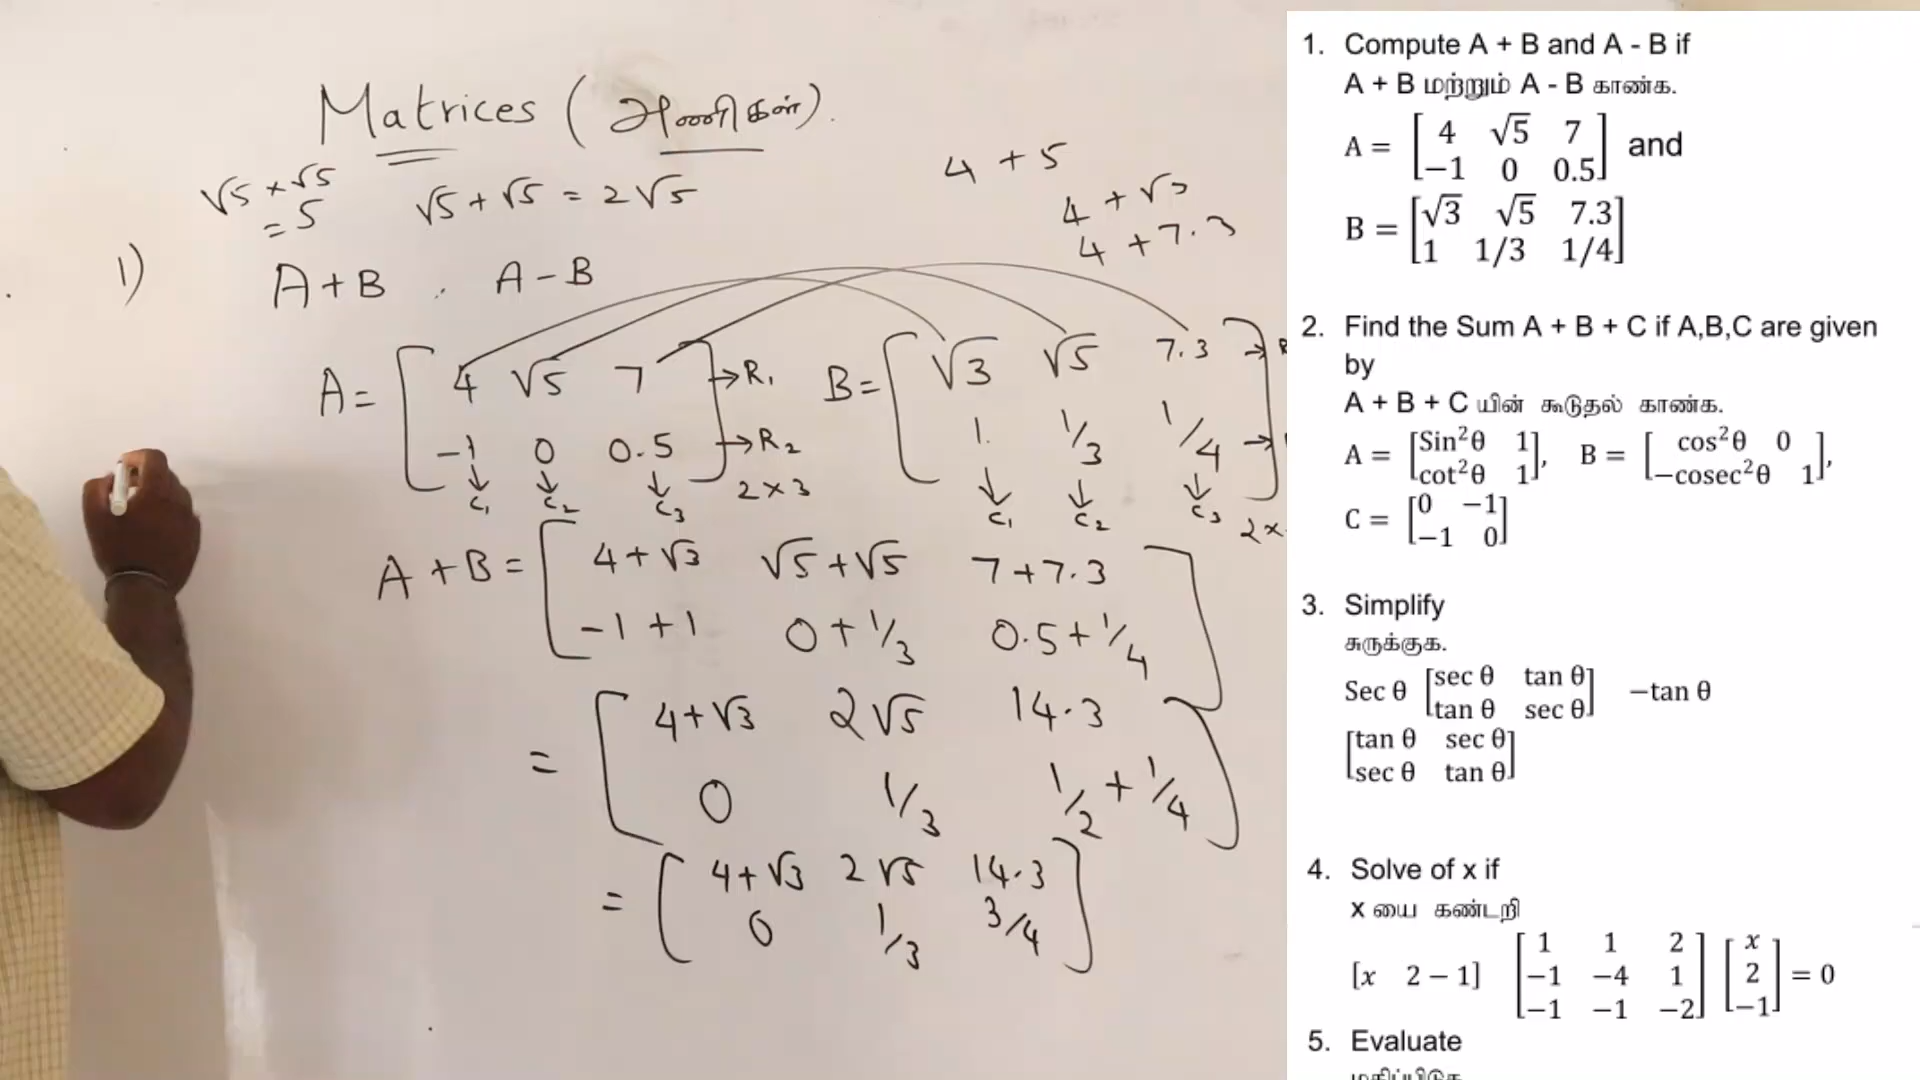 Matrices (அணிகள்).
√5 × √5
= 5
√5 + √5 = 2√5
4 + 5
4 + √3
4 + 7.3
1) A + B , A - B
A = [ 4 √5 7 ] → R₁
-1 0 0.5 → R₂
↓ ↓ ↓ 2 × 3
C₁ C₂ C₃
B = [ √3 √5 7.3 ] →
1. 1/3 1/4 →
↓ ↓ ↓
C₁ C₂ C₃ 2×
A + B = [ 4 + √3 √5 + √5 7 + 7.3 ]
-1 + 1 0 + 1/3 0.5 + 1/4
= [ 4 + √3 2√5 14.3 ]
0 1/3 1/2 + 1/4
= [ 4 + √3 2√5 14.3 ]
0 1/3 3/4
1. Compute A + B and A - B if
A + B மற்றும் A - B காண்க.
A = [ 4 √5 7 ] and
-1 0 0.5
B = [ √3 √5 7.3 ]
1 1/3 1/4
2. Find the Sum A + B + C if A,B,C are given
by
A + B + C யின் கூடுதல் காண்க.
A = [ Sin²θ 1 ], B = [ cos²θ 0 ],
cot²θ 1 −cosec²θ 1
C = [ 0 −1 ]
−1 0
3. Simplify
சுருக்குக.
Sec θ [ sec θ tan θ ] −tan θ
tan θ sec θ
[ tan θ sec θ ]
sec θ tan θ
4. Solve of x if
x யை கண்டறி
[x 2 − 1] [ 1 1 2 ] [ x ] = 0
−1 −4 1 2
−1 −1 −2 −1
5. Evaluate